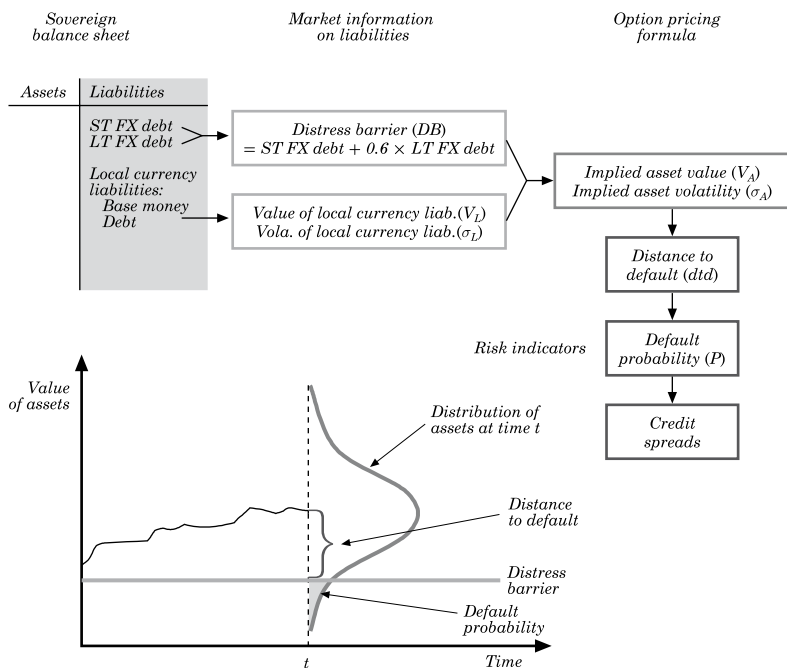 Sovereign
balance sheet
Market information
on liabilities
Option pricing
formula
Assets
Liabilities
ST FX debt
LT FX debt
Local currency
liabilities:
Base money
Debt
Distress barrier (DB)
= ST FX debt + 0.6 × LT FX debt
Value of local currency liab.(V_L)
Vola. of local currency liab.(σ_L)
Implied asset value (V_A)
Implied asset volatility (σ_A)
Distance to
default (dtd)
Risk indicators
Default
probability (P)
Credit
spreads
Value
of assets
Distribution of
assets at time t
Distance
to default
Distress
barrier
Default
probability
t
Time